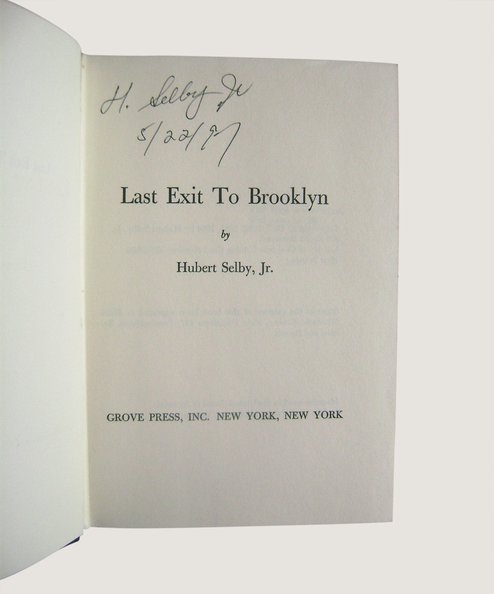 H. Selby Jr
5/22/97
Last Exit To Brooklyn
by
Hubert Selby, Jr.
GROVE PRESS, INC. NEW YORK, NEW YORK